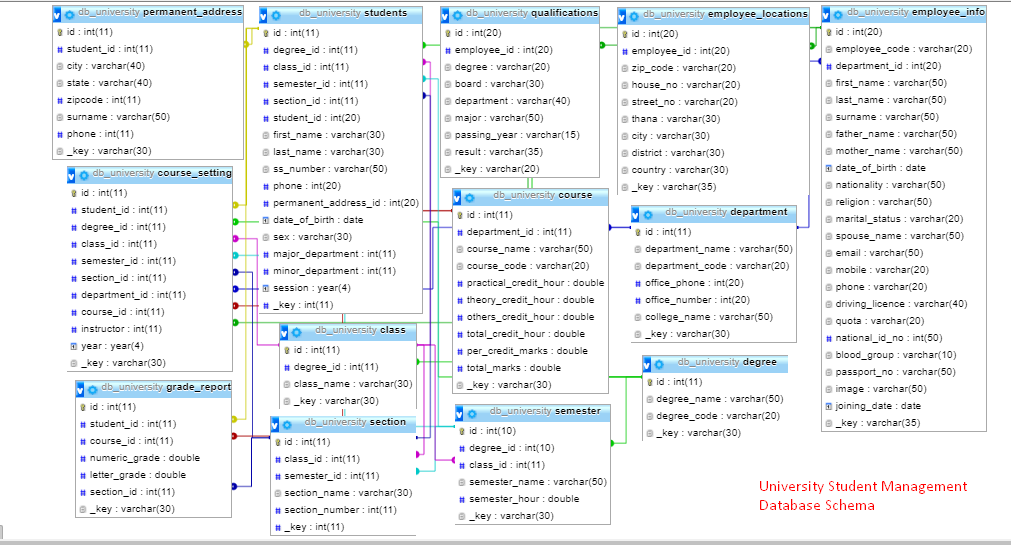 db_university permanent_address
id : int(11)
student_id : int(11)
city : varchar(40)
state : varchar(40)
zipcode : int(11)
surname : varchar(50)
phone : int(11)
_key : varchar(30)
db_university students
id : int(11)
degree_id : int(11)
class_id : int(11)
semester_id : int(11)
section_id : int(11)
student_id : int(20)
first_name : varchar(30)
last_name : varchar(30)
ss_number : varchar(50)
phone : int(20)
permanent_address_id : int(20)
date_of_birth : date
sex : varchar(30)
major_department : int(11)
minor_department : int(11)
session : year(4)
_key : int(11)
db_university qualifications
id : int(20)
employee_id : int(20)
degree : varchar(20)
board : varchar(30)
department : varchar(40)
major : varchar(50)
passing_year : varchar(15)
result : varchar(35)
_key : varchar(20)
db_university employee_locations
id : int(20)
employee_id : int(20)
zip_code : varchar(20)
house_no : varchar(20)
street_no : varchar(20)
thana : varchar(30)
city : varchar(30)
district : varchar(30)
country : varchar(30)
_key : varchar(35)
db_university employee_info
id : int(20)
employee_code : varchar(20)
department_id : int(20)
first_name : varchar(50)
last_name : varchar(50)
surname : varchar(50)
father_name : varchar(50)
mother_name : varchar(50)
date_of_birth : date
nationality : varchar(50)
religion : varchar(50)
marital_status : varchar(20)
spouse_name : varchar(50)
email : varchar(50)
mobile : varchar(20)
phone : varchar(20)
driving_licence : varchar(40)
quota : varchar(20)
national_id_no : int(50)
blood_group : varchar(10)
passport_no : varchar(50)
image : varchar(50)
joining_date : date
_key : varchar(35)
db_university course_setting
id : int(11)
student_id : int(11)
degree_id : int(11)
class_id : int(11)
semester_id : int(11)
section_id : int(11)
department_id : int(11)
course_id : int(11)
instructor : int(11)
year : year(4)
_key : varchar(30)
db_university course
id : int(11)
department_id : int(11)
course_name : varchar(50)
course_code : varchar(20)
practical_credit_hour : double
theory_credit_hour : double
others_credit_hour : double
total_credit_hour : double
per_credit_marks : double
total_marks : double
_key : varchar(30)
db_university department
id : int(11)
department_name : varchar(50)
department_code : varchar(20)
office_phone : int(20)
office_number : int(20)
college_name : varchar(50)
_key : varchar(30)
db_university class
id : int(11)
degree_id : int(11)
class_name : varchar(30)
_key : varchar(30)
db_university degree
id : int(11)
degree_name : varchar(50)
degree_code : varchar(20)
_key : varchar(30)
db_university grade_report
id : int(11)
student_id : int(11)
course_id : int(11)
numeric_grade : double
letter_grade : double
section_id : int(11)
_key : varchar(30)
db_university section
id : int(11)
class_id : int(11)
semester_id : int(11)
section_name : varchar(30)
section_number : int(11)
_key : int(11)
db_university semester
id : int(10)
degree_id : int(10)
class_id : int(11)
semester_name : varchar(50)
semester_hour : double
_key : varchar(30)
University Student Management
Database Schema